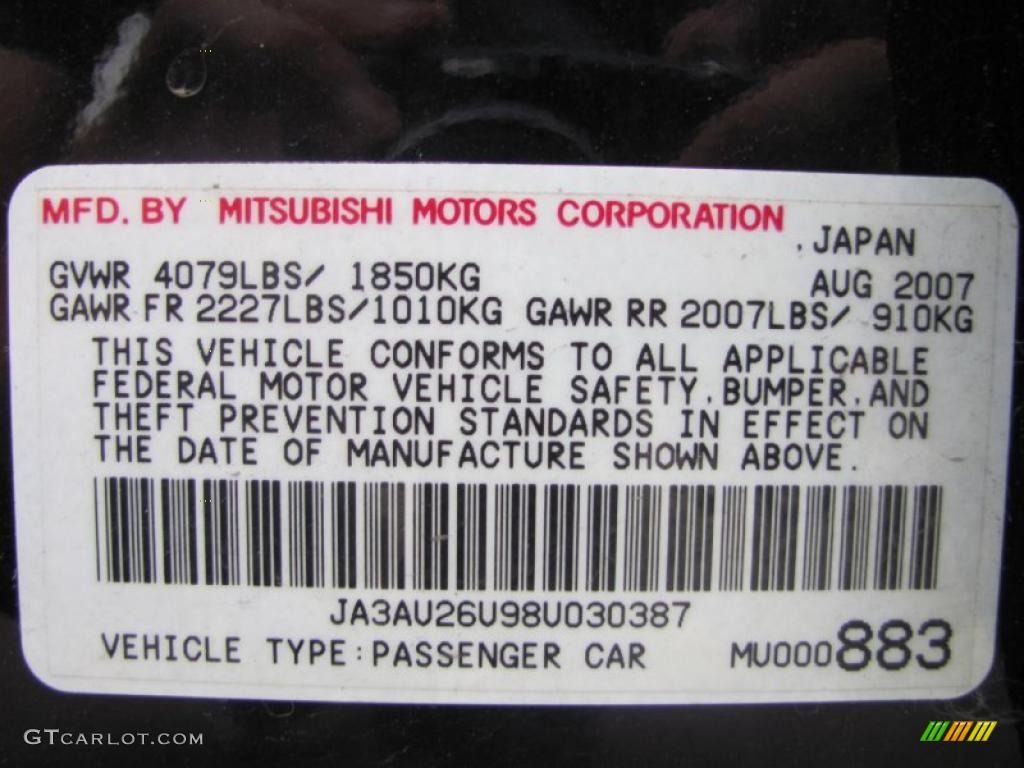 MFD. BY MITSUBISHI MOTORS CORPORATION
.JAPAN
GVWR 4079LBS/ 1850KG AUG 2007
GAWR FR 2227LBS/1010KG GAWR RR 2007LBS/ 910KG
THIS VEHICLE CONFORMS TO ALL APPLICABLE
FEDERAL MOTOR VEHICLE SAFETY.BUMPER.AND
THEFT PREVENTION STANDARDS IN EFFECT ON
THE DATE OF MANUFACTURE SHOWN ABOVE.
JA3AU26U98U030387
VEHICLE TYPE:PASSENGER CAR MU000883
GTCARLOT.COM